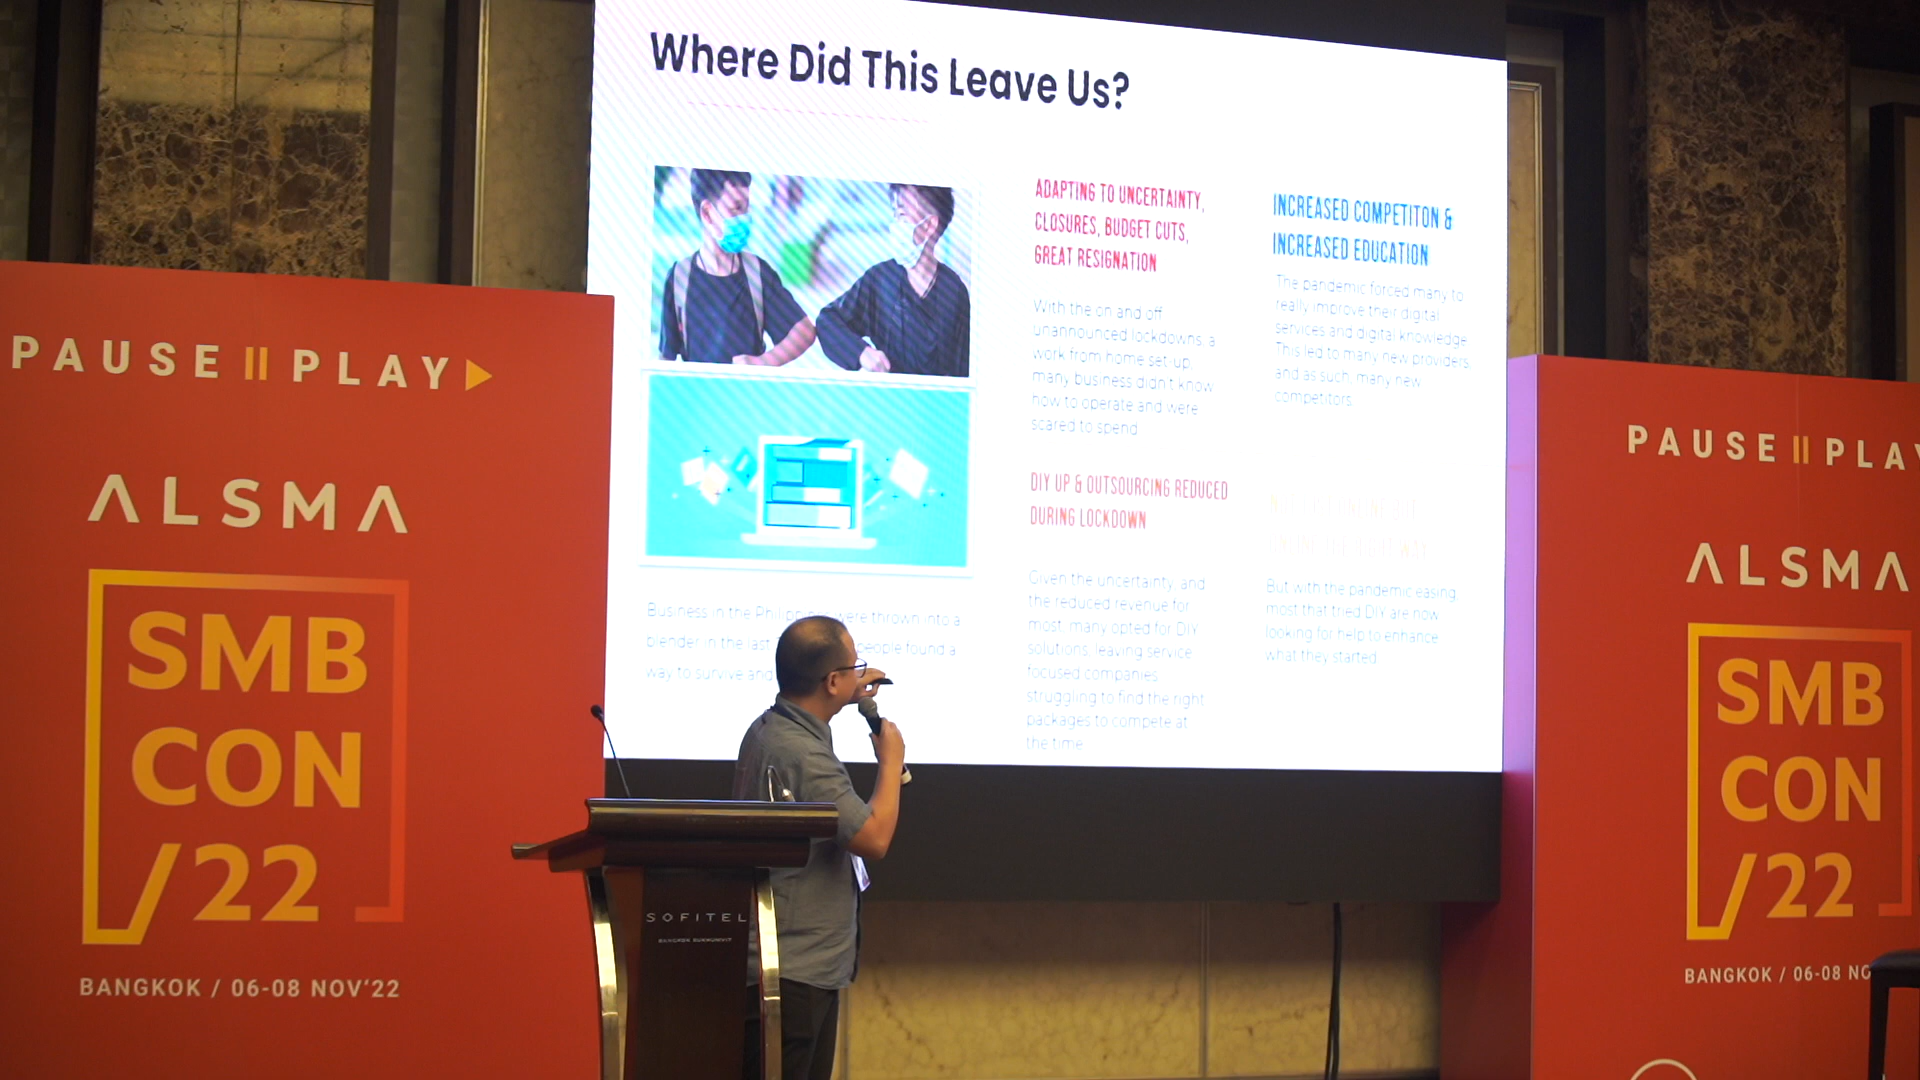 Where Did This Leave Us?
ADAPTING TO UNCERTAINTY,
CLOSURES, BUDGET CUTS,
GREAT RESIGNATION
With the on and off
unannounced lockdowns, a
work from home set-up,
many business didn't know
how to operate and were
scared to spend
DIY UP & OUTSOURCING REDUCED
DURING LOCKDOWN
Given the uncertainty, and
the reduced revenue for
most, many opted for DIY
solutions, leaving service
focused companies
struggling to find the right
packages to compete at
the time
INCREASED COMPETITON &
INCREASED EDUCATION
The pandemic forced many to
really improve their digital
services and digital knowledge.
This led to many new providers,
and as such, many new
competitors
But with the pandemic easing,
most that tried DIY are now
looking for help to enhance
what they started
Business in the were thrown into a
blender in the last people found a
way to survive and
PAUSE || PLAY
ALSMA
SMB
CON
/22
BANGKOK / 06-08 NOV'22
SOFITEL
BANGKOK SUKHUMVIT
PAUSE || PLAY
ALSMA
SMB
CON
/22
BANGKOK / 06-08 NO